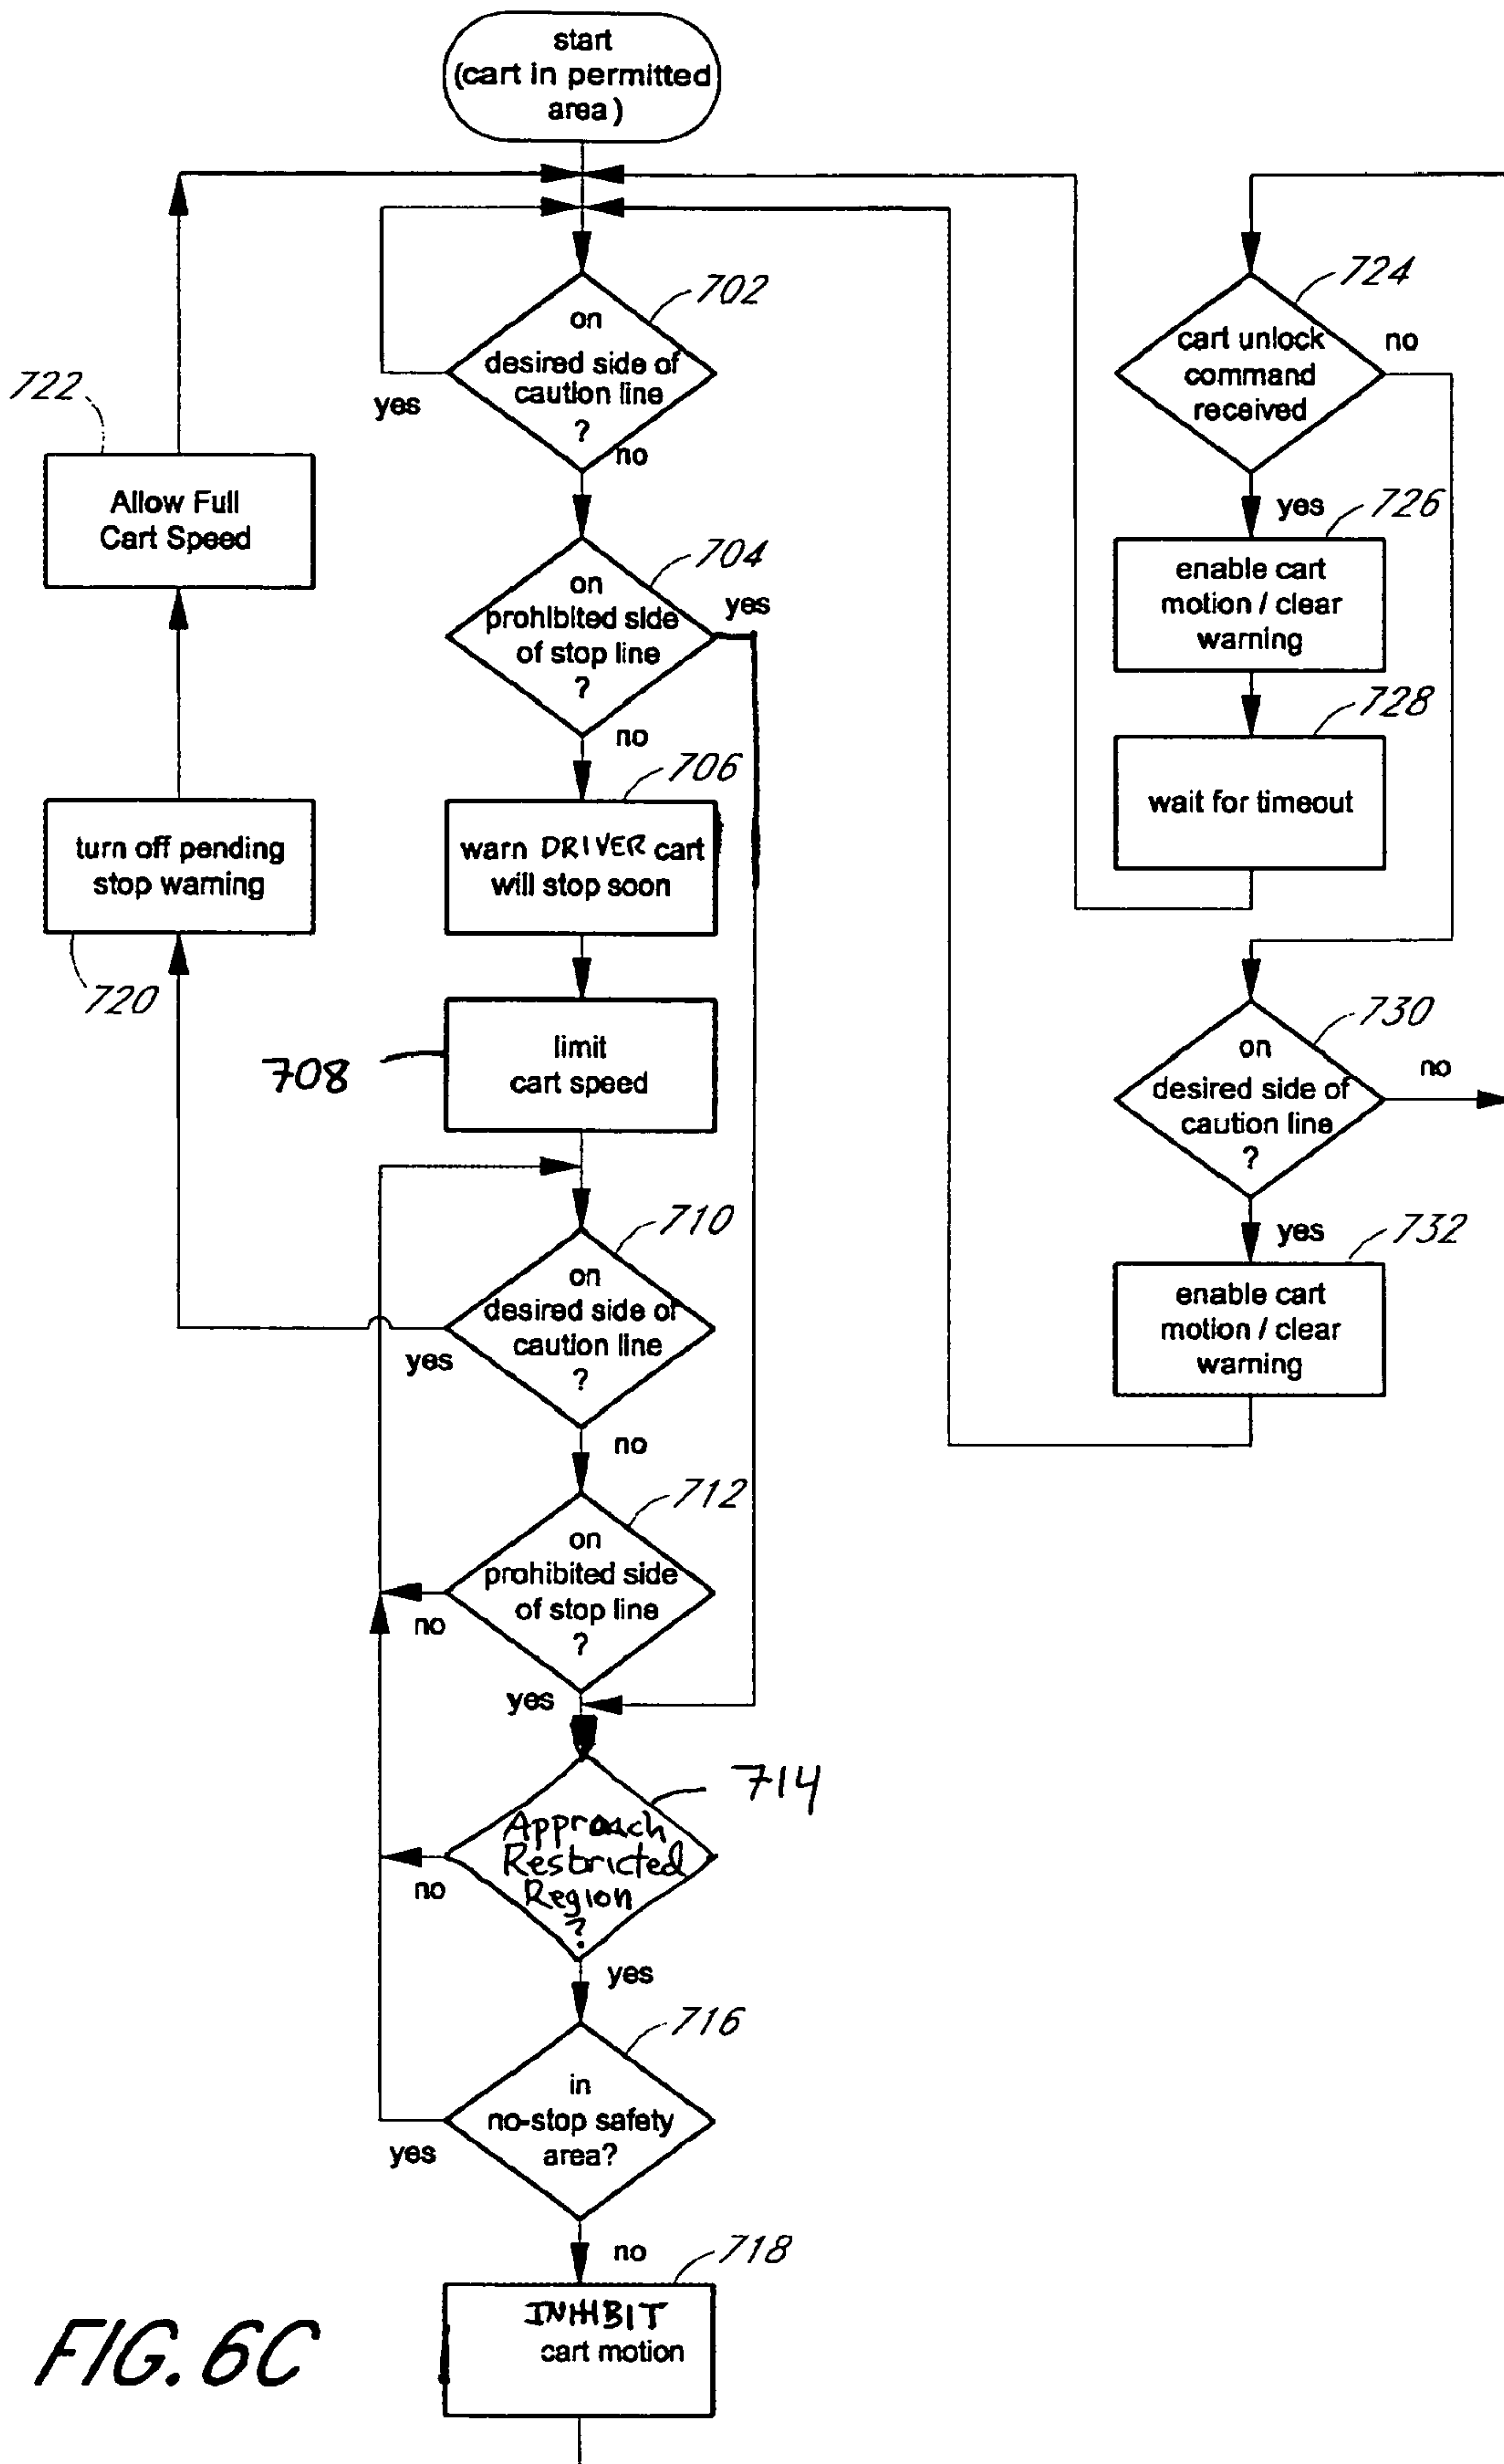 start
(cart in permitted
area)
702
on
desired side of
caution line
?
yes
no
704
on
prohibited side
of stop line
?
yes
no
706
warn DRIVER cart
will stop soon
708
limit
cart speed
710
on
desired side of
caution line
?
yes
no
712
on
prohibited side
of stop line
?
no
yes
714
Approach
Restricted
Region
?
no
yes
716
in
no-stop safety
area?
yes
no
718
INHIBIT
cart motion
722
Allow Full
Cart Speed
turn off pending
stop warning
720
724
cart unlock
command
received
no
yes
726
enable cart
motion / clear
warning
728
wait for timeout
730
on
desired side of
caution line
?
no
yes
732
enable cart
motion / clear
warning
FIG. 6C